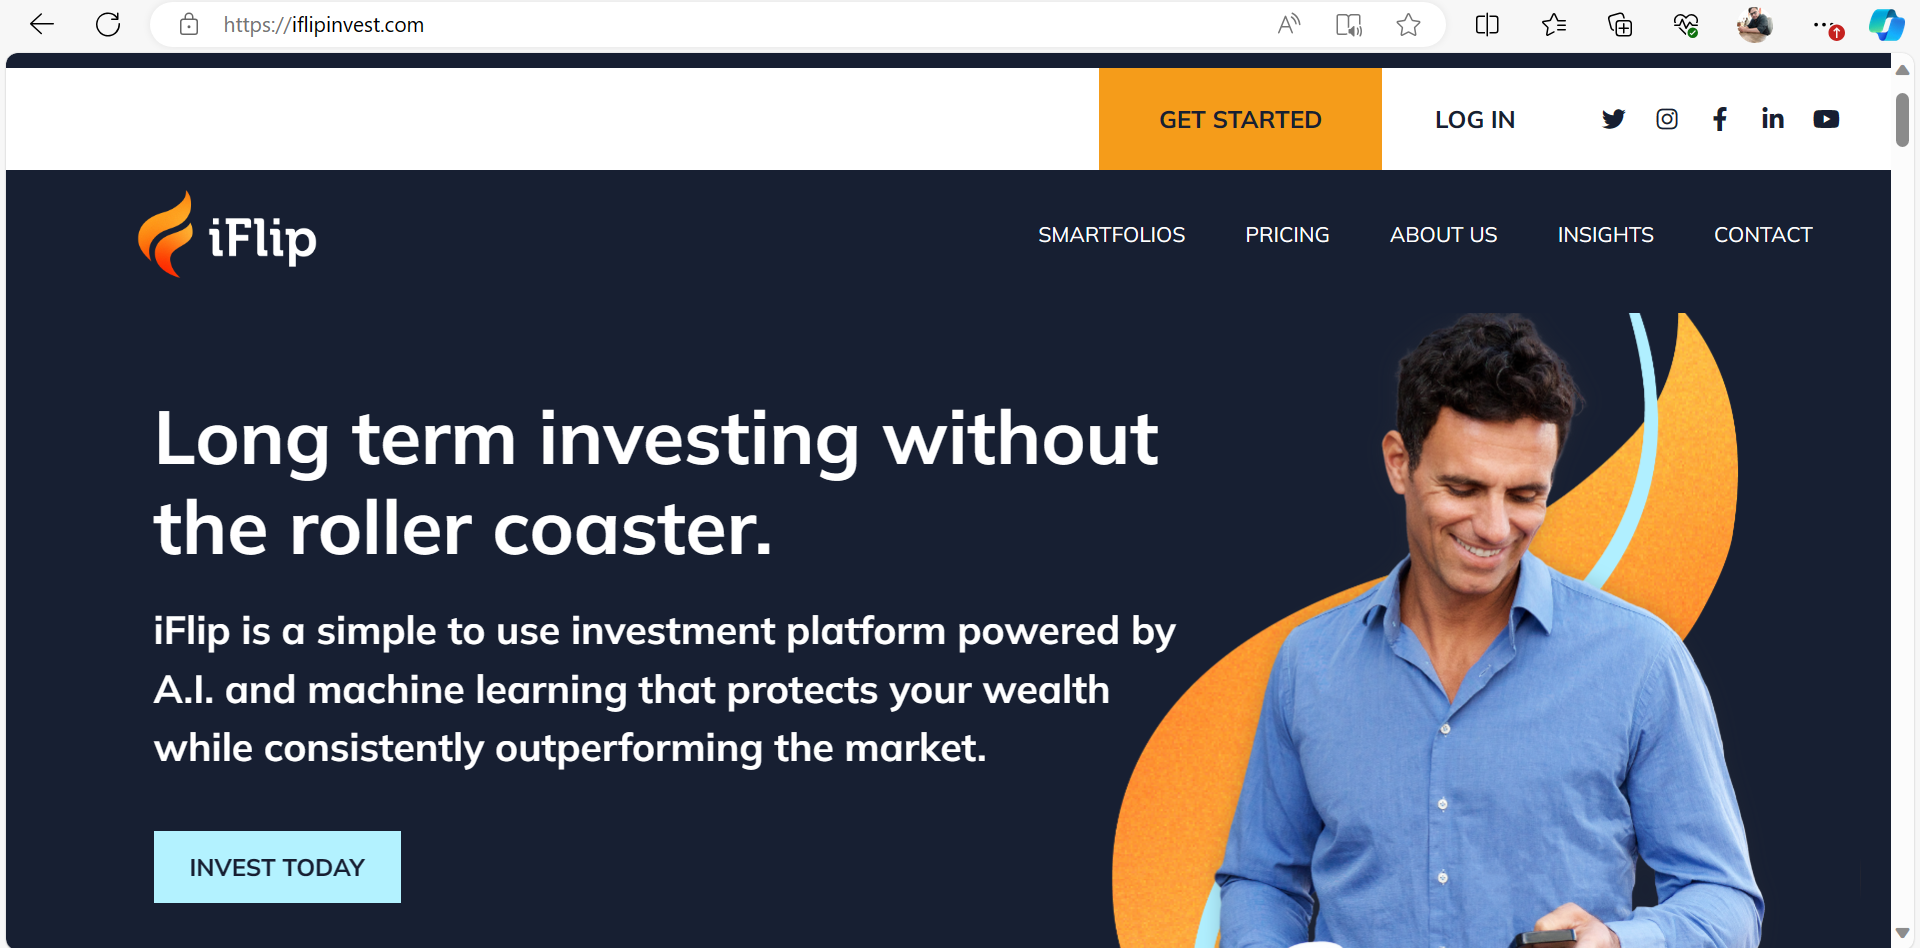 https://iflipinvest.com
GET STARTED
LOG IN
iFlip
SMARTFOLIOS
PRICING
ABOUT US
INSIGHTS
CONTACT
Long term investing without
the roller coaster.
iFlip is a simple to use investment platform powered by
A.I. and machine learning that protects your wealth
while consistently outperforming the market.
INVEST TODAY